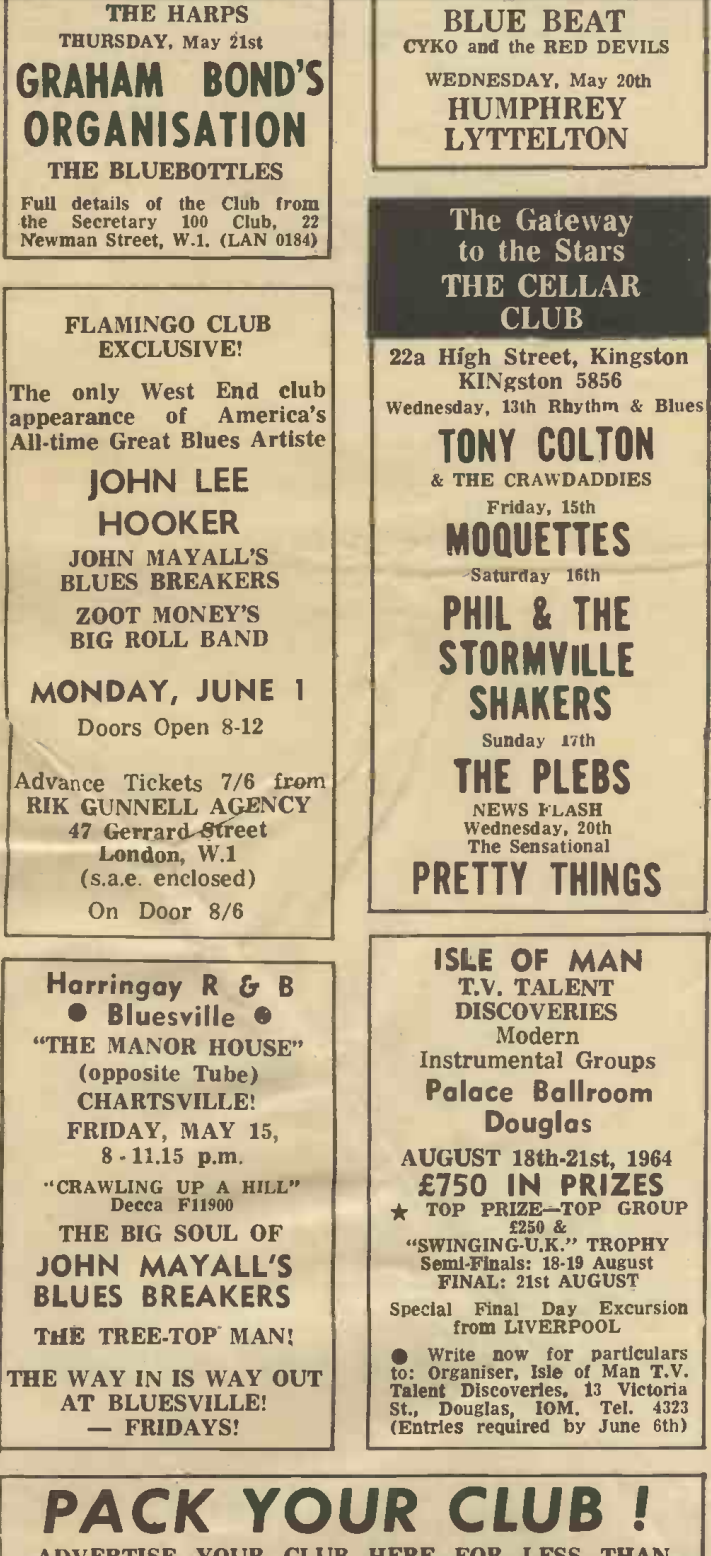 THE HARPS
THURSDAY, May 21st
GRAHAM BOND'S
ORGANISATION
THE BLUEBOTTLES
Full details of the Club from
the Secretary 100 Club, 22
Newman Street, W.1. (LAN 0184)
FLAMINGO CLUB
EXCLUSIVE!
The only West End club
appearance of America's
All-time Great Blues Artiste
JOHN LEE
HOOKER
JOHN MAYALL'S
BLUES BREAKERS
ZOOT MONEY'S
BIG ROLL BAND
MONDAY, JUNE 1
Doors Open 8-12
Advance Tickets 7/6 from
RIK GUNNELL AGENCY
47 Gerrard Street
London, W.1
(s.a.e. enclosed)
On Door 8/6
Harringay R & B
● Bluesville ●
"THE MANOR HOUSE"
(opposite Tube)
CHARTSVILLE!
FRIDAY, MAY 15,
8 - 11.15 p.m.
"CRAWLING UP A HILL"
Decca F11900
THE BIG SOUL OF
JOHN MAYALL'S
BLUES BREAKERS
THE TREE-TOP MAN!
THE WAY IN IS WAY OUT
AT BLUESVILLE!
— FRIDAYS!
BLUE BEAT
CYKO and the RED DEVILS
WEDNESDAY, May 20th
HUMPHREY
LYTTELTON
The Gateway
to the Stars
THE CELLAR
CLUB
22a High Street, Kingston
KINgston 5856
Wednesday, 13th Rhythm & Blues
TONY COLTON
& THE CRAWDADDIES
Friday, 15th
MOQUETTES
Saturday 16th
PHIL & THE
STORMVILLE
SHAKERS
Sunday 17th
THE PLEBS
NEWS FLASH
Wednesday, 20th
The Sensational
PRETTY THINGS
ISLE OF MAN
T.V. TALENT
DISCOVERIES
Modern
Instrumental Groups
Palace Ballroom
Douglas
AUGUST 18th-21st, 1964
£750 IN PRIZES
★ TOP PRIZE—TOP GROUP
£250 &
"SWINGING-U.K." TROPHY
Semi-Finals: 18-19 August
FINAL: 21st AUGUST
Special Final Day Excursion
from LIVERPOOL
● Write now for particulars
to: Organiser, Isle of Man T.V.
Talent Discoveries, 13 Victoria
St., Douglas, IOM. Tel. 4323
(Entries required by June 6th)
PACK YOUR CLUB !
ADVERTISE YOUR CLUB HERE FOR LESS THAN